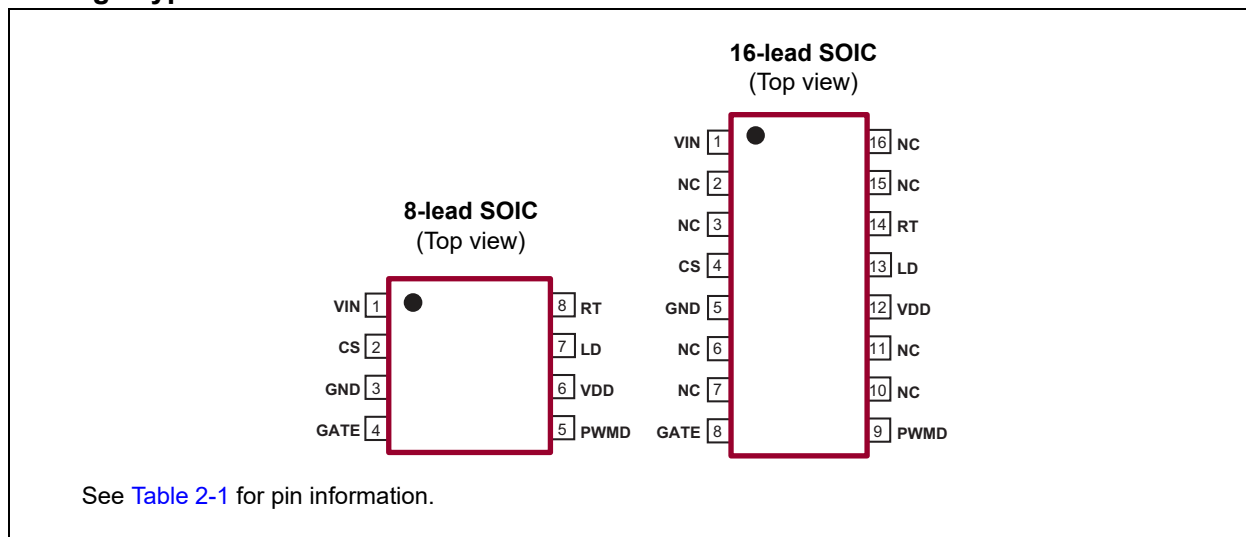 16-lead SOIC
(Top view)
VIN 1
16 NC
NC 2
15 NC
NC 3
14 RT
CS 4
13 LD
GND 5
12 VDD
NC 6
11 NC
NC 7
10 NC
GATE 8
9 PWMD
8-lead SOIC
(Top view)
VIN 1
8 RT
CS 2
7 LD
GND 3
6 VDD
GATE 4
5 PWMD
See Table 2-1 for pin information.